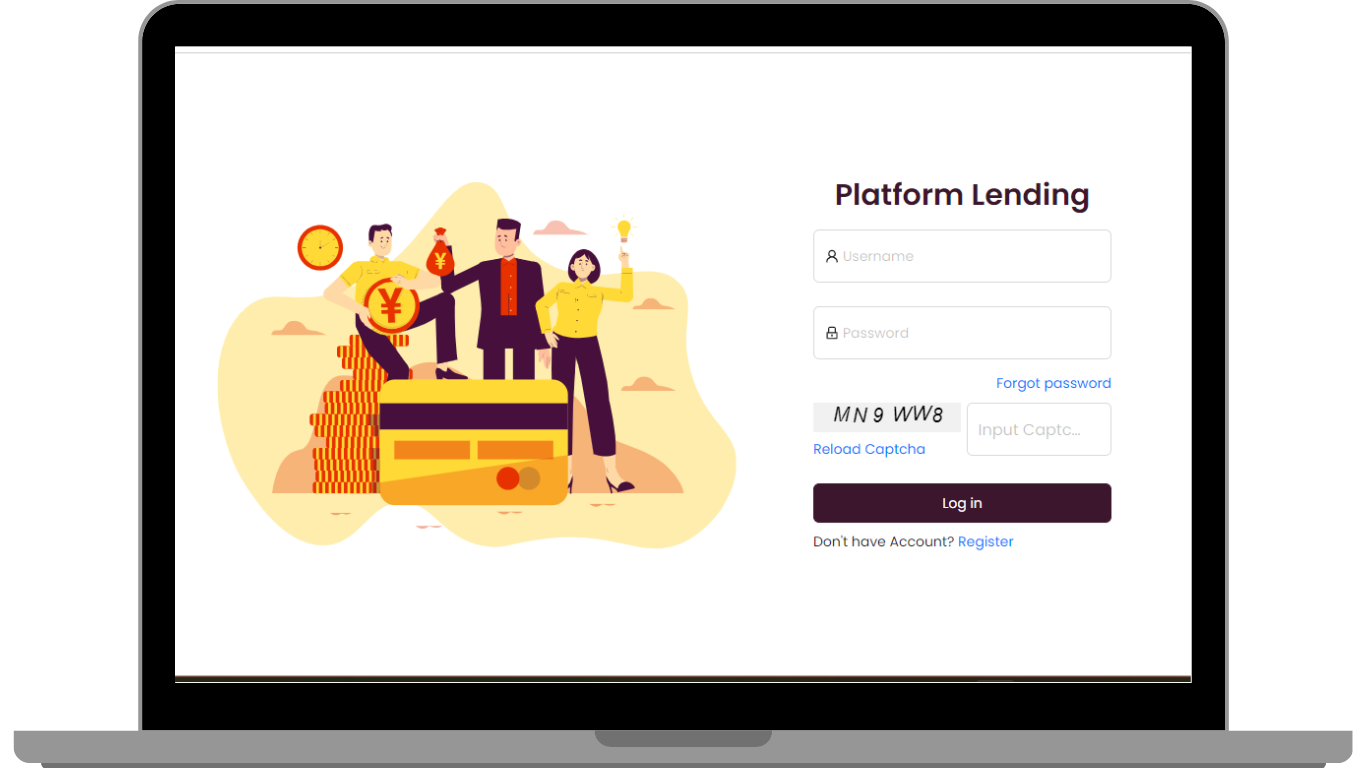 Platform Lending
Username
Password
Forgot password
MN9 WW8
Input Captc...
Reload Captcha
Log in
Don't have Account? Register
¥
¥